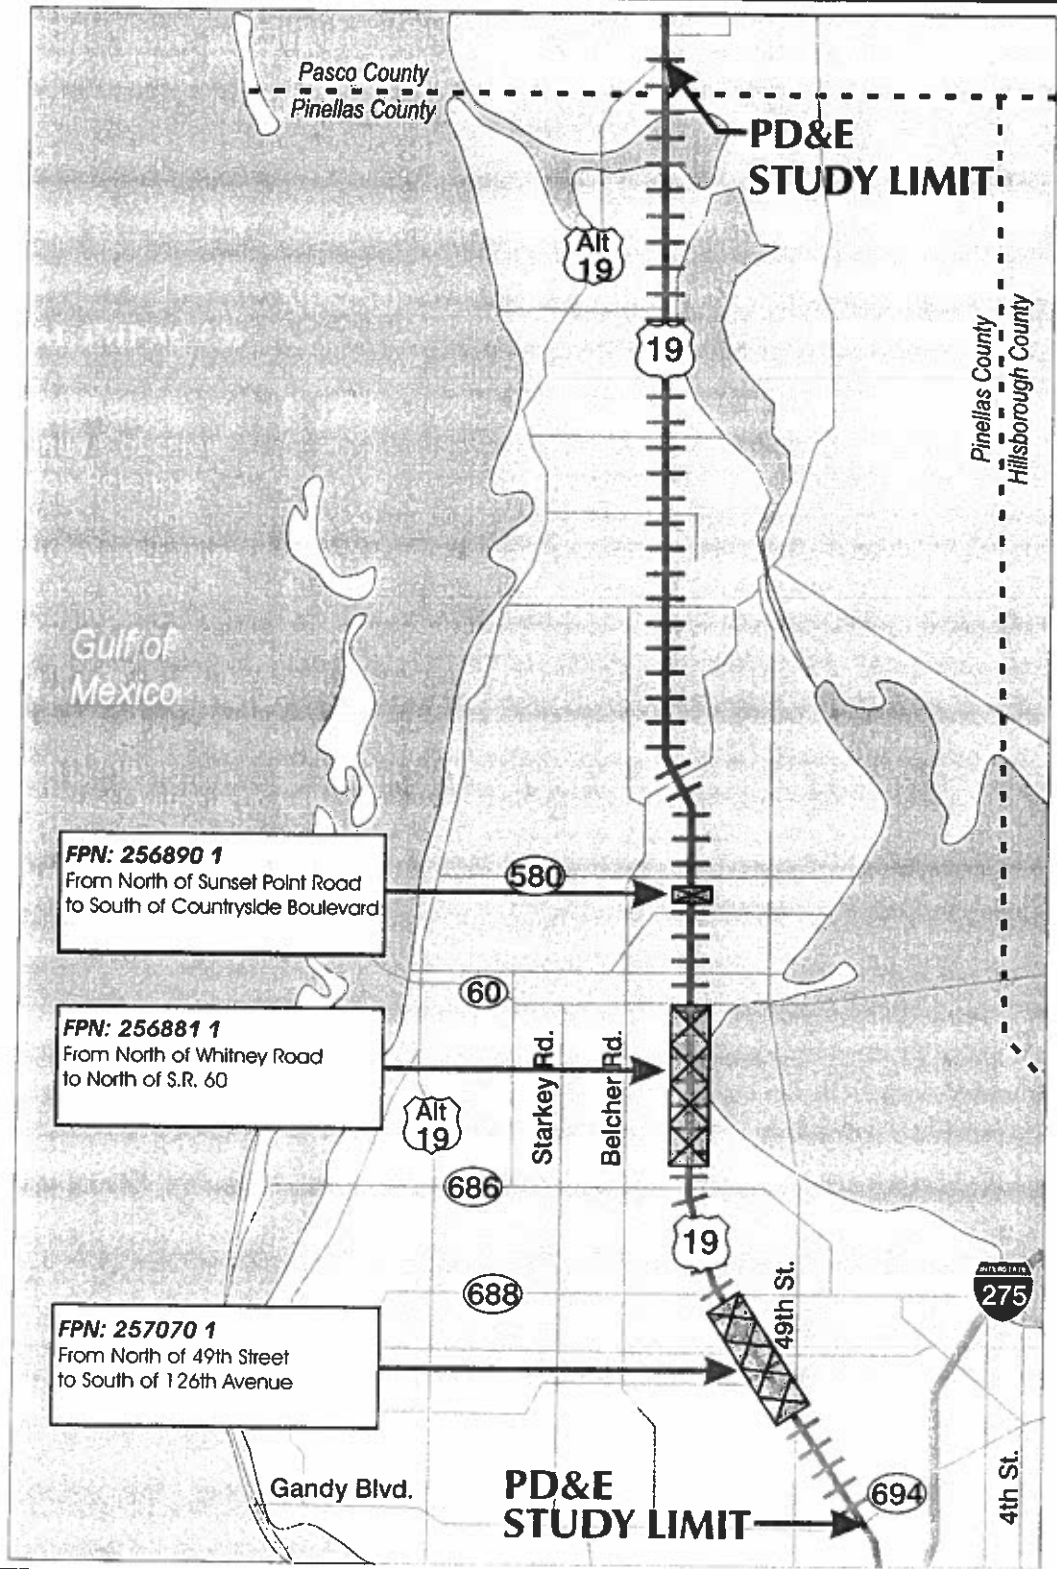 Pasco County
Pinellas County
PD&E
STUDY LIMIT
Alt
19
19
Pinellas County
Hillsborough County
Gulf of
Mexico
FPN: 256890 1
From North of Sunset Point Road
to South of Countryside Boulevard
580
60
FPN: 256881 1
From North of Whitney Road
to North of S.R. 60
Starkey Rd.
Belcher Rd.
Alt
19
686
19
688
49th St.
INTERSTATE
275
FPN: 257070 1
From North of 49th Street
to South of 126th Avenue
Gandy Blvd.
PD&E
STUDY LIMIT
694
4th St.